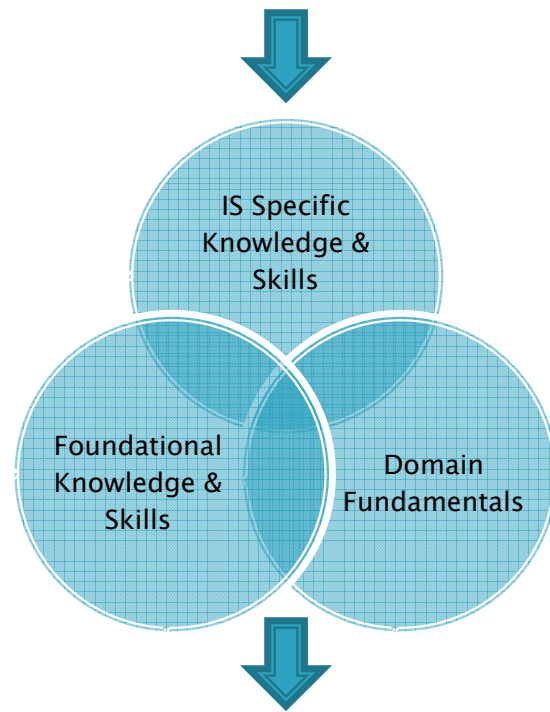 IS Specific
Knowledge &
Skills
Foundational
Knowledge &
Skills
Domain
Fundamentals